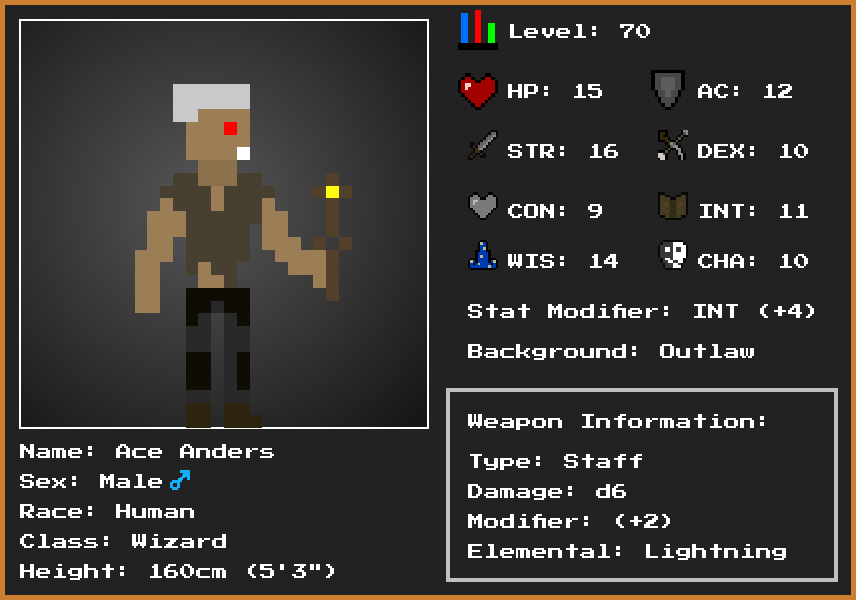 Level: 70
HP: 15
AC: 12
STR: 16
DEX: 10
CON: 9
INT: 11
WIS: 14
CHA: 10
Stat Modifier: INT (+4)
Background: Outlaw
Weapon Information:
Type: Staff
Damage: d6
Modifier: (+2)
Elemental: Lightning
Name: Ace Anders
Sex: Male♂
Race: Human
Class: Wizard
Height: 160cm (5'3")